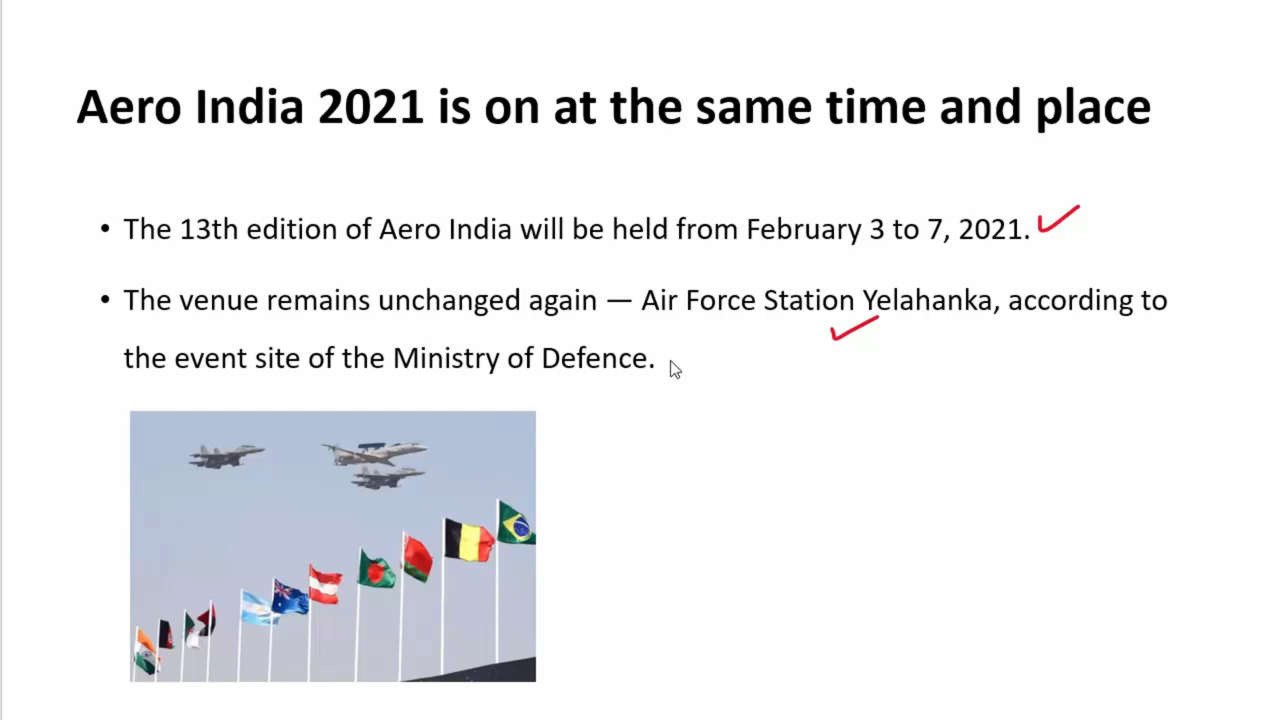 Aero India 2021 is on at the same time and place
• The 13th edition of Aero India will be held from February 3 to 7, 2021.
• The venue remains unchanged again — Air Force Station Yelahanka, according to
the event site of the Ministry of Defence.